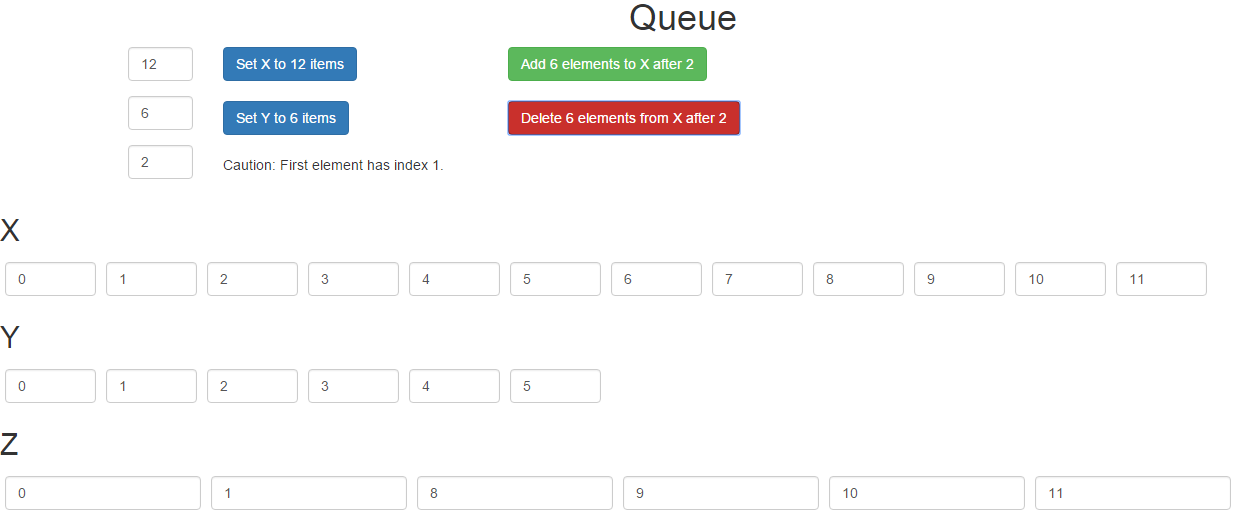 Queue
12 Set X to 12 items Add 6 elements to X after 2
6 Set Y to 6 items Delete 6 elements from X after 2
2 Caution: First element has index 1.
X
0 1 2 3 4 5 6 7 8 9 10 11
Y
0 1 2 3 4 5
Z
0 1 8 9 10 11